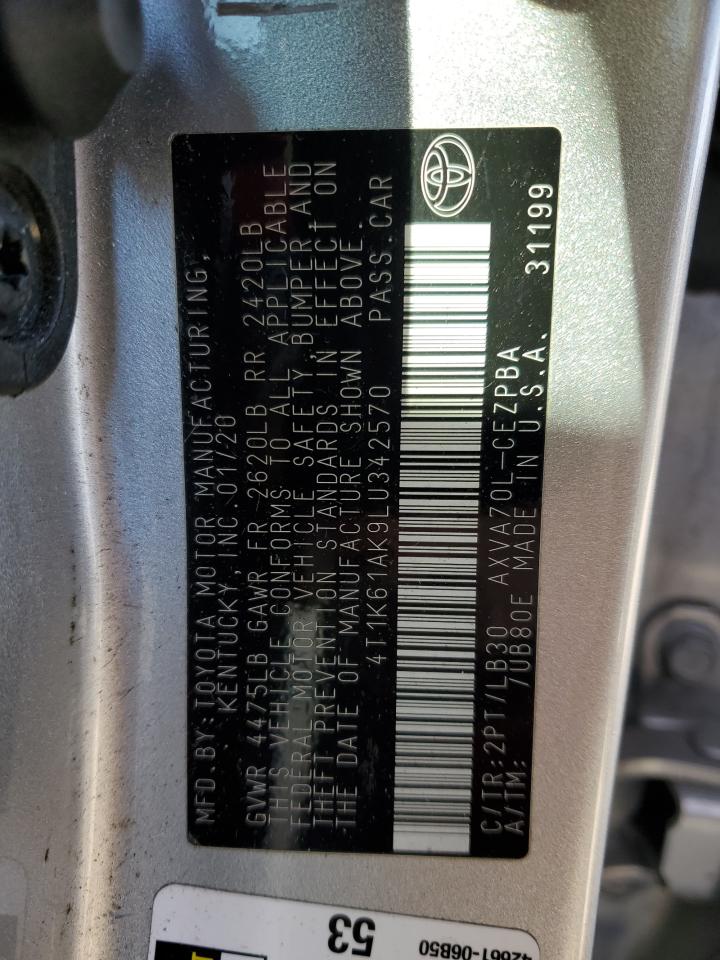 MFD. BY: TOYOTA MOTOR MANUFACTURING,
KENTUCKY, INC. 01/20
GVWR 4475LB GAWR FR 2620LB RR 2420LB
THIS VEHICLE CONFORMS TO ALL APPLICABLE
FEDERAL MOTOR VEHICLE SAFETY, BUMPER, AND
THEFT PREVENTION STANDARDS IN EFFECT ON
THE DATE OF MANUFACTURE SHOWN ABOVE.
4T1K61AK9LU342570 PASS.CAR
C/TR:2PT/LB30 AXVA70L-CEZPBA
A/TM: 7UB80E MADE IN U.S.A. 31199
53
42661-06B50